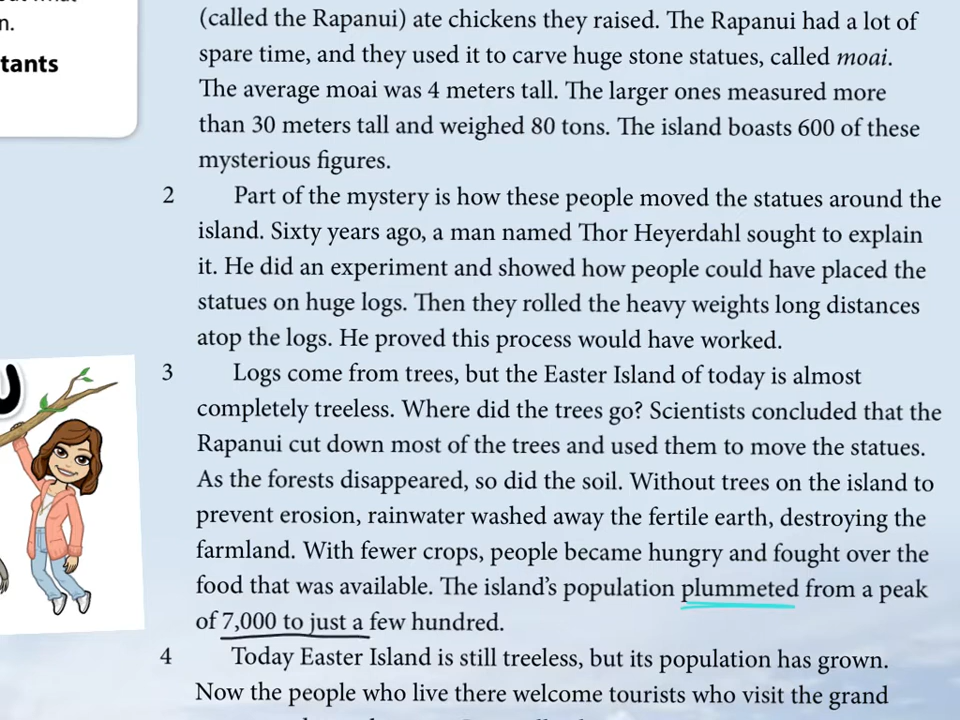 n.
tants
(called the Rapanui) ate chickens they raised. The Rapanui had a lot of
spare time, and they used it to carve huge stone statues, called moai.
The average moai was 4 meters tall. The larger ones measured more
than 30 meters tall and weighed 80 tons. The island boasts 600 of these
mysterious figures.
2 Part of the mystery is how these people moved the statues around the
island. Sixty years ago, a man named Thor Heyerdahl sought to explain
it. He did an experiment and showed how people could have placed the
statues on huge logs. Then they rolled the heavy weights long distances
atop the logs. He proved this process would have worked.
3 Logs come from trees, but the Easter Island of today is almost
completely treeless. Where did the trees go? Scientists concluded that the
Rapanui cut down most of the trees and used them to move the statues.
As the forests disappeared, so did the soil. Without trees on the island to
prevent erosion, rainwater washed away the fertile earth, destroying the
farmland. With fewer crops, people became hungry and fought over the
food that was available. The island's population plummeted from a peak
of 7,000 to just a few hundred.
4 Today Easter Island is still treeless, but its population has grown.
Now the people who live there welcome tourists who visit the grand